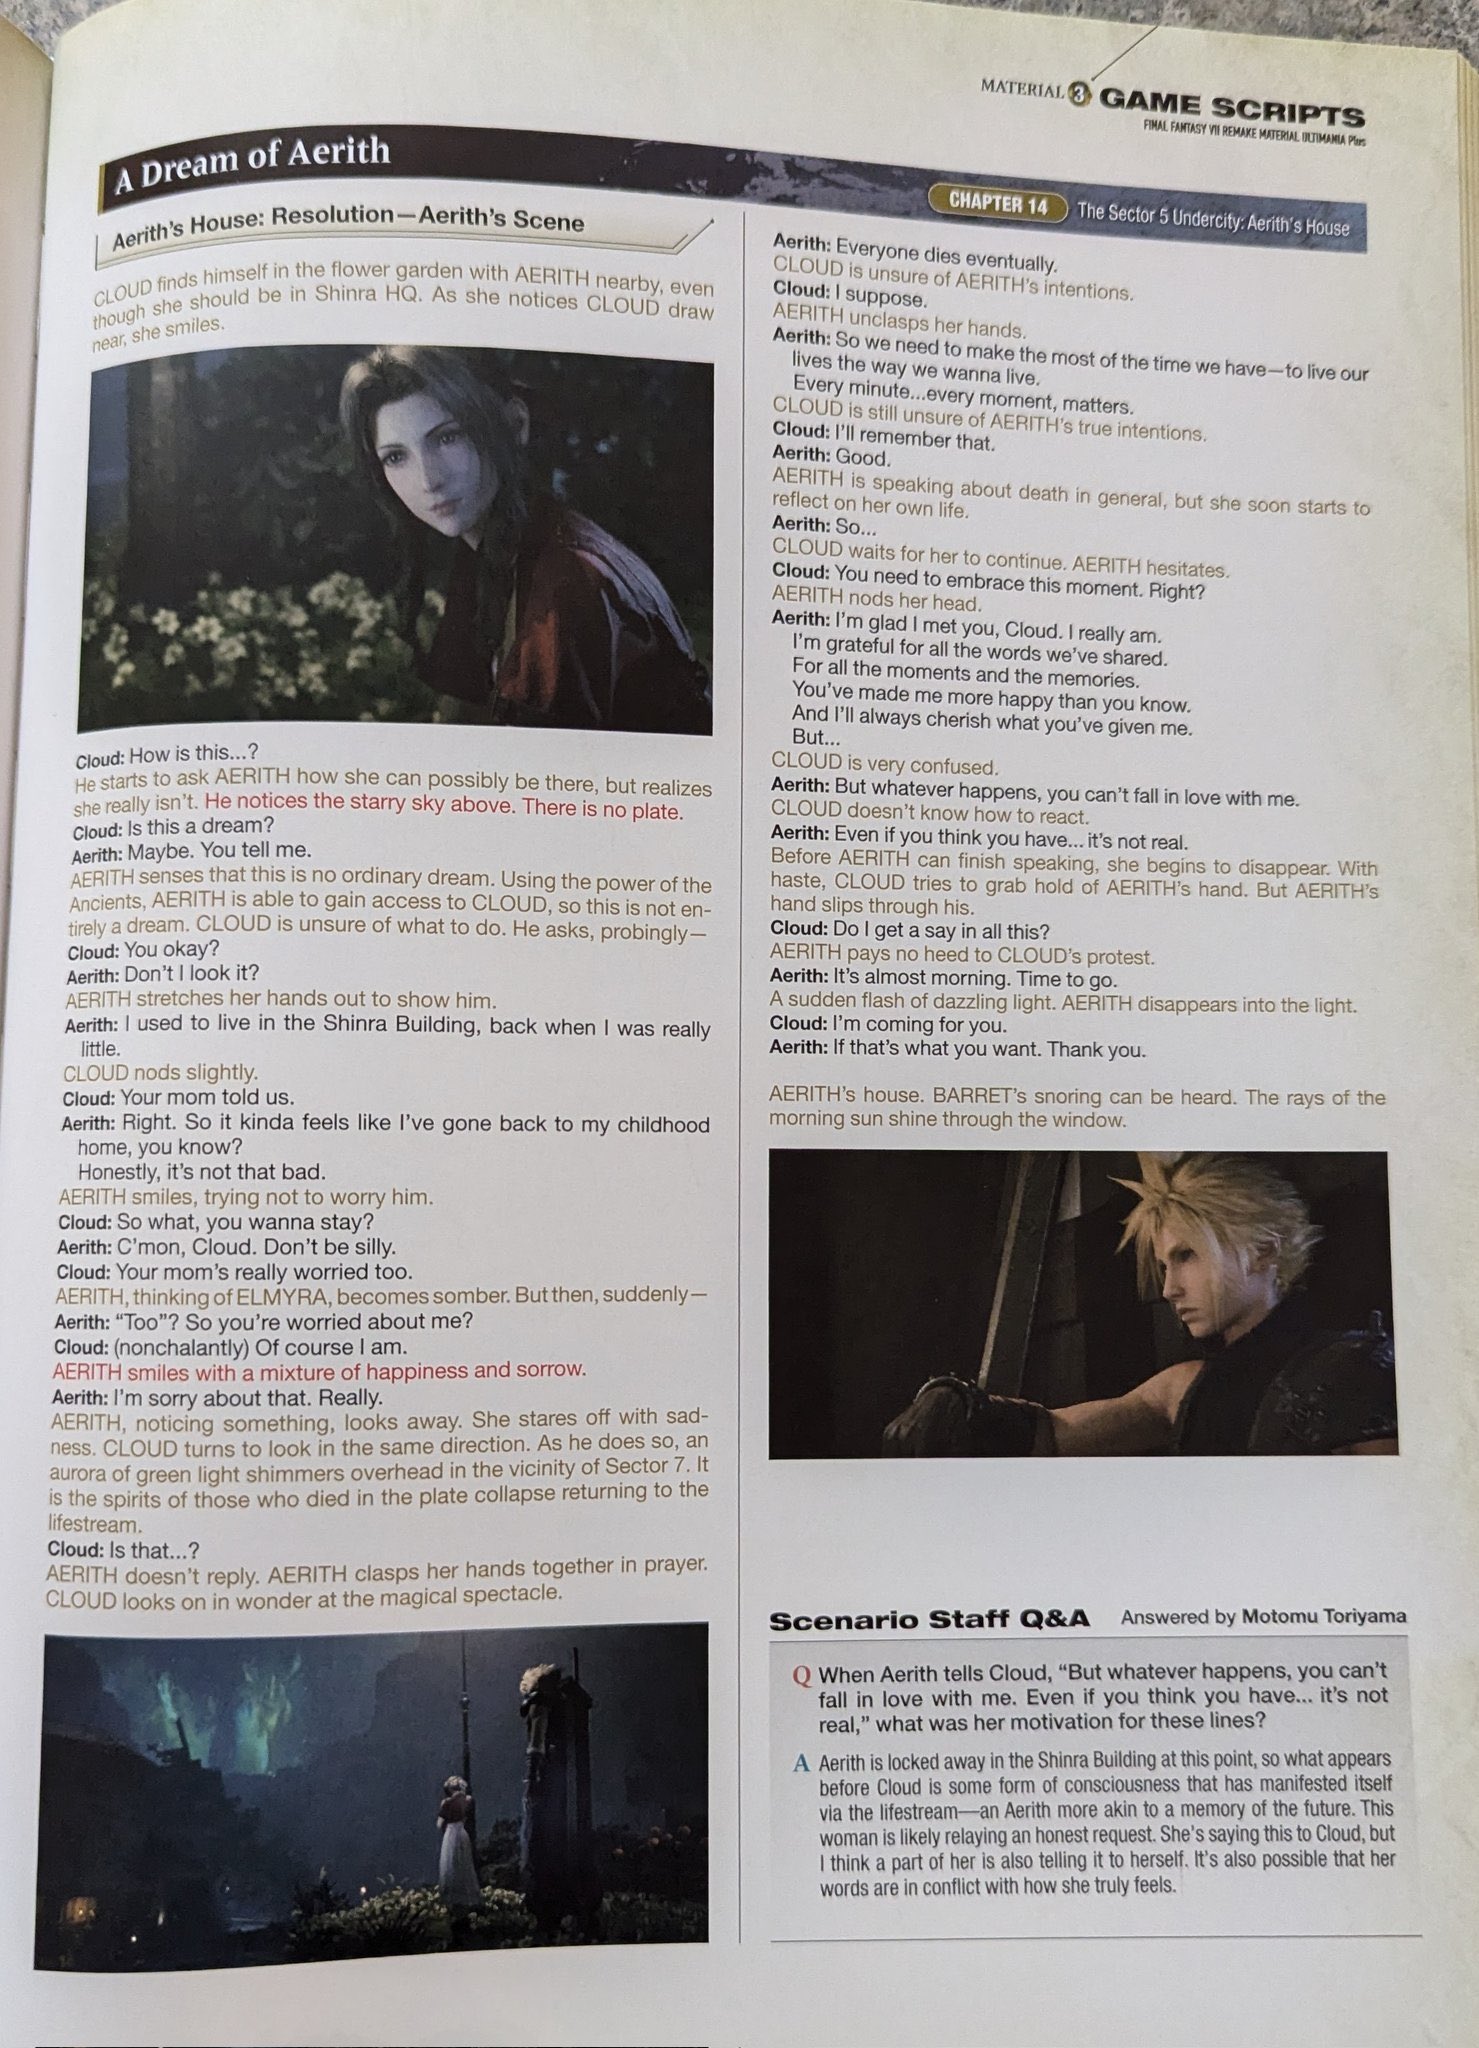 MATERIAL 3 GAME SCRIPTS
FINAL FANTASY VII REMAKE MATERIAL ULTIMANIA Plus
A Dream of Aerith
CHAPTER 14 The Sector 5 Undercity: Aerith's House
Aerith's House: Resolution—Aerith's Scene
CLOUD finds himself in the flower garden with AERITH nearby, even
though she should be in Shinra HQ. As she notices CLOUD draw
near, she smiles.
Cloud: How is this...?
He starts to ask AERITH how she can possibly be there, but realizes
she really isn't. He notices the starry sky above. There is no plate.
Cloud: Is this a dream?
Aerith: Maybe. You tell me.
AERITH senses that this is no ordinary dream. Using the power of the
Ancients, AERITH is able to gain access to CLOUD, so this is not en-
tirely a dream. CLOUD is unsure of what to do. He asks, probingly—
Cloud: You okay?
Aerith: Don't I look it?
AERITH stretches her hands out to show him.
Aerith: I used to live in the Shinra Building, back when I was really
little.
CLOUD nods slightly.
Cloud: Your mom told us.
Aerith: Right. So it kinda feels like I've gone back to my childhood
home, you know?
Honestly, it's not that bad.
AERITH smiles, trying not to worry him.
Cloud: So what, you wanna stay?
Aerith: C'mon, Cloud. Don't be silly.
Cloud: Your mom's really worried too.
AERITH, thinking of ELMYRA, becomes somber. But then, suddenly—
Aerith: "Too"? So you're worried about me?
Cloud: (nonchalantly) Of course I am.
AERITH smiles with a mixture of happiness and sorrow.
Aerith: I'm sorry about that. Really.
AERITH, noticing something, looks away. She stares off with sad-
ness. CLOUD turns to look in the same direction. As he does so, an
aurora of green light shimmers overhead in the vicinity of Sector 7. It
is the spirits of those who died in the plate collapse returning to the
lifestream.
Cloud: Is that...?
AERITH doesn't reply. AERITH clasps her hands together in prayer.
CLOUD looks on in wonder at the magical spectacle.
Aerith: Everyone dies eventually.
CLOUD is unsure of AERITH's intentions.
Cloud: I suppose.
AERITH unclasps her hands.
Aerith: So we need to make the most of the time we have—to live our
lives the way we wanna live.
Every minute...every moment, matters.
CLOUD is still unsure of AERITH's true intentions.
Cloud: I'll remember that.
Aerith: Good.
AERITH is speaking about death in general, but she soon starts to
reflect on her own life.
Aerith: So...
CLOUD waits for her to continue. AERITH hesitates.
Cloud: You need to embrace this moment. Right?
AERITH nods her head.
Aerith: I'm glad I met you, Cloud. I really am.
I'm grateful for all the words we've shared.
For all the moments and the memories.
You've made me more happy than you know.
And I'll always cherish what you've given me.
But...
CLOUD is very confused.
Aerith: But whatever happens, you can't fall in love with me.
CLOUD doesn't know how to react.
Aerith: Even if you think you have... it's not real.
Before AERITH can finish speaking, she begins to disappear. With
haste, CLOUD tries to grab hold of AERITH's hand. But AERITH's
hand slips through his.
Cloud: Do I get a say in all this?
AERITH pays no heed to CLOUD's protest.
Aerith: It's almost morning. Time to go.
A sudden flash of dazzling light. AERITH disappears into the light.
Cloud: I'm coming for you.
Aerith: If that's what you want. Thank you.
AERITH's house. BARRET's snoring can be heard. The rays of the
morning sun shine through the window.
Scenario Staff Q&A Answered by Motomu Toriyama
Q When Aerith tells Cloud, "But whatever happens, you can't
fall in love with me. Even if you think you have... it's not
real," what was her motivation for these lines?
A Aerith is locked away in the Shinra Building at this point, so what appears
before Cloud is some form of consciousness that has manifested itself
via the lifestream—an Aerith more akin to a memory of the future. This
woman is likely relaying an honest request. She's saying this to Cloud, but
I think a part of her is also telling it to herself. It's also possible that her
words are in conflict with how she truly feels.